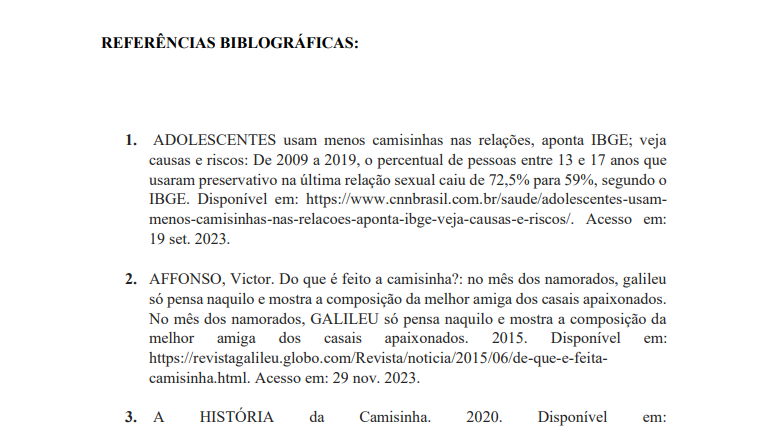 REFERÊNCIAS BIBLOGRÁFICAS:
1. ADOLESCENTES usam menos camisinhas nas relações, aponta IBGE; veja
causas e riscos: De 2009 a 2019, o percentual de pessoas entre 13 e 17 anos que
usaram preservativo na última relação sexual caiu de 72,5% para 59%, segundo o
IBGE. Disponível em: https://www.cnnbrasil.com.br/saude/adolescentes-usam-
menos-camisinhas-nas-relacoes-aponta-ibge-veja-causas-e-riscos/. Acesso em:
19 set. 2023.
2. AFFONSO, Victor. Do que é feito a camisinha?: no mês dos namorados, galileu
só pensa naquilo e mostra a composição da melhor amiga dos casais apaixonados.
No mês dos namorados, GALILEU só pensa naquilo e mostra a composição da
melhor amiga dos casais apaixonados. 2015. Disponível em:
https://revistagalileu.globo.com/Revista/noticia/2015/06/de-que-e-feita-
camisinha.html. Acesso em: 29 nov. 2023.
3. A HISTÓRIA da Camisinha. 2020. Disponível em: